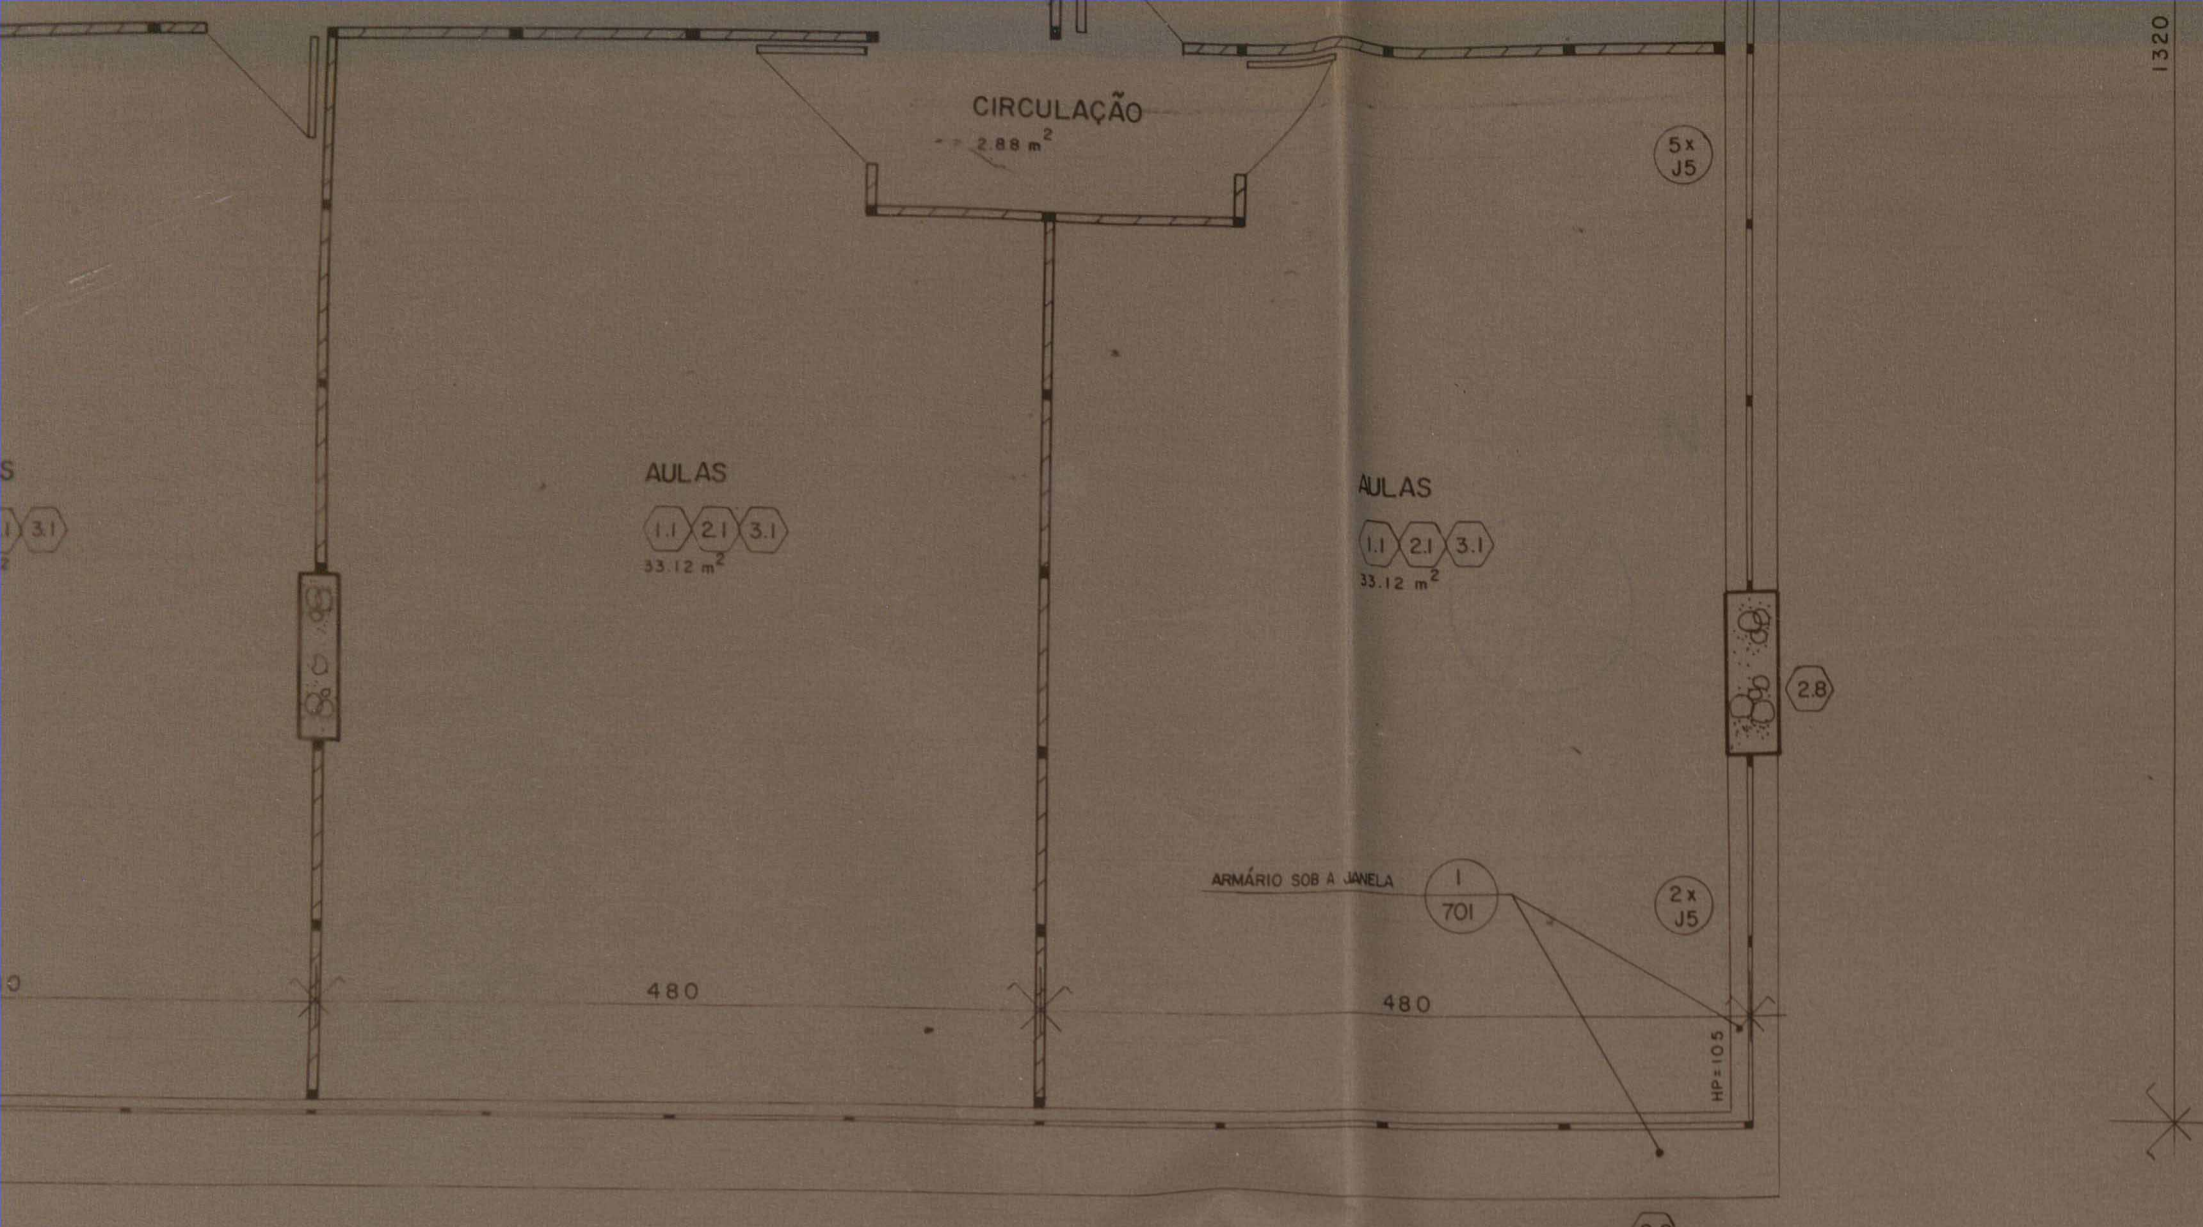 1320
CIRCULAÇÃO
2.88 m²
5x
J5
S
3.1
AULAS
1.1 2.1 3.1
33.12 m²
AULAS
1.1 2.1 3.1
33.12 m²
2.8
ARMÁRIO SOB A JANELA
1
701
2x
J5
480
480
HP=105